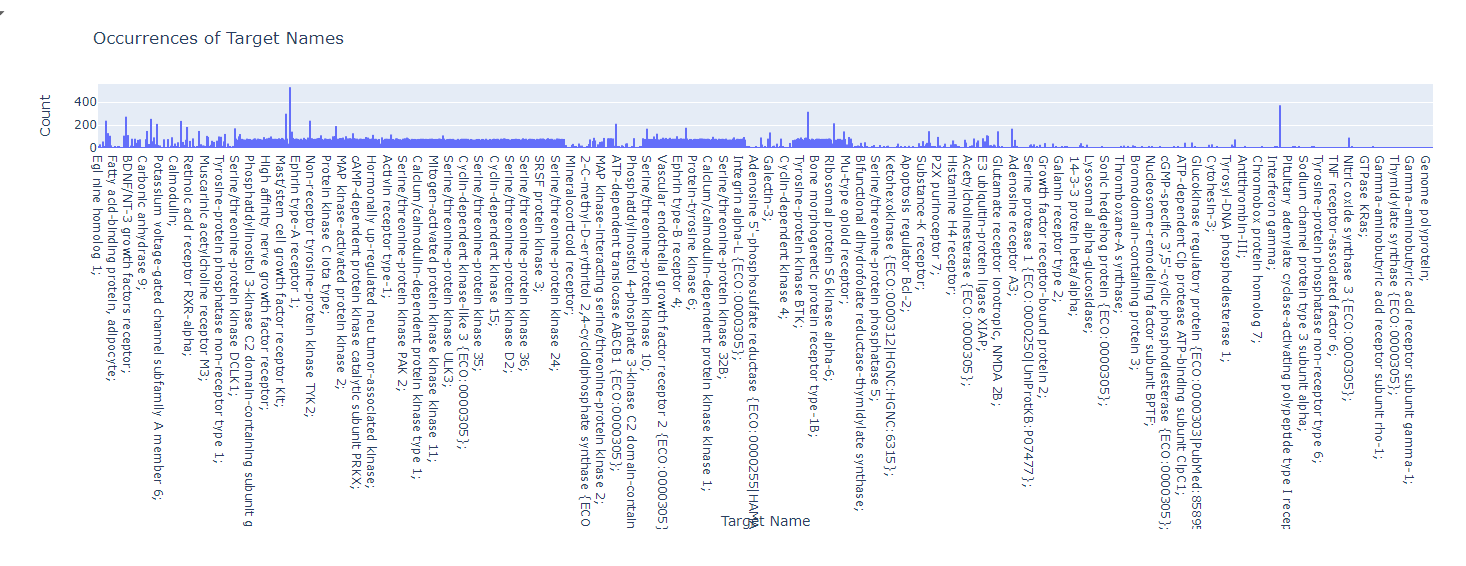 Occurrences of Target Names
Count
400
200
0
Egl nine homolog 1;
Fatty acid-binding protein, adipocyte;
BDNF/NT-3 growth factors receptor;
Carbonic anhydrase 9;
Potassium voltage-gated channel subfamily A member 6;
Calmodulin;
Retinoic acid receptor RXR-alpha;
Muscarinic acetylcholine receptor M3;
Tyrosine-protein phosphatase non-receptor type 1;
Serine/threonine-protein kinase DCLK1;
Phosphatidylinositol 3-kinase C2 domain-containing subunit g
High affinity nerve growth factor receptor;
Mast/stem cell growth factor receptor Kit;
Ephrin type-A receptor 1;
Non-receptor tyrosine-protein kinase TYK2;
Protein kinase C iota type;
MAP kinase-activated protein kinase 2;
cAMP-dependent protein kinase catalytic subunit PRKX;
Hormonally up-regulated neu tumor-associated kinase;
Activin receptor type-1;
Serine/threonine-protein kinase PAK 2;
Calcium/calmodulin-dependent protein kinase type 1;
Mitogen-activated protein kinase kinase kinase 11;
Serine/threonine-protein kinase ULK3;
Cyclin-dependent kinase-like 3 {ECO:0000305};
Serine/threonine-protein kinase 35;
Cyclin-dependent kinase 15;
Serine/threonine-protein kinase D2;
Serine/threonine-protein kinase 36;
SRSF protein kinase 3;
Serine/threonine-protein kinase 24;
Mineralocorticoid receptor;
2-C-methyl-D-erythritol 2,4-cyclodiphosphate synthase {ECO
MAP kinase-interacting serine/threonine-protein kinase 2;
ATP-dependent translocase ABCB1 {ECO:0000305};
Phosphatidylinositol 4-phosphate 3-kinase C2 domain-contain
Serine/threonine-protein kinase 10;
Vascular endothelial growth factor receptor 2 {ECO:0000305};
Ephrin type-B receptor 4;
Protein-tyrosine kinase 6;
Calcium/calmodulin-dependent protein kinase kinase 1;
Serine/threonine-protein kinase 32B;
Integrin alpha-L {ECO:0000305};
Adenosine 5'-phosphosulfate reductase {ECO:0000255|HAMA
Galectin-3;
Cyclin-dependent kinase 4;
Tyrosine-protein kinase BTK;
Bone morphogenetic protein receptor type-1B;
Ribosomal protein S6 kinase alpha-6;
Mu-type opioid receptor;
Bifunctional dihydrofolate reductase-thymidylate synthase;
Serine/threonine-protein phosphatase 5;
Ketohexokinase {ECO:0000312|HGNC:HGNC:6315};
Apoptosis regulator Bcl-2;
Substance-K receptor;
P2X purinoceptor 7;
Histamine H4 receptor;
Acetylcholinesterase {ECO:0000305};
E3 ubiquitin-protein ligase XIAP;
Glutamate receptor ionotropic, NMDA 2B;
Adenosine receptor A3;
Serine protease 1 {ECO:0000250|UniProtKB:P07477};
Growth factor receptor-bound protein 2;
Galanin receptor type 2;
14-3-3 protein beta/alpha;
Lysosomal alpha-glucosidase;
Sonic hedgehog protein {ECO:0000305};
Thromboxane-A synthase;
Bromodomain-containing protein 3;
Nucleosome-remodeling factor subunit BPTF;
cGMP-specific 3',5'-cyclic phosphodiesterase {ECO:0000305};
ATP-dependent Clp protease ATP-binding subunit ClpC1;
Glucokinase regulatory protein {ECO:0000303|PubMed:85895
Cytohesin-3;
Tyrosyl-DNA phosphodiesterase 1;
Antithrombin-III;
Chromobox protein homolog 7;
Interferon gamma;
Pituitary adenylate cyclase-activating polypeptide type I recep
Sodium channel protein type 3 subunit alpha;
Tyrosine-protein phosphatase non-receptor type 6;
TNF receptor-associated factor 6;
Nitric oxide synthase 3 {ECO:0000305};
GTPase KRas;
Gamma-aminobutyric acid receptor subunit rho-1;
Thymidylate synthase {ECO:0000305};
Gamma-aminobutyric acid receptor subunit gamma-1;
Genome polyprotein;
Target Name